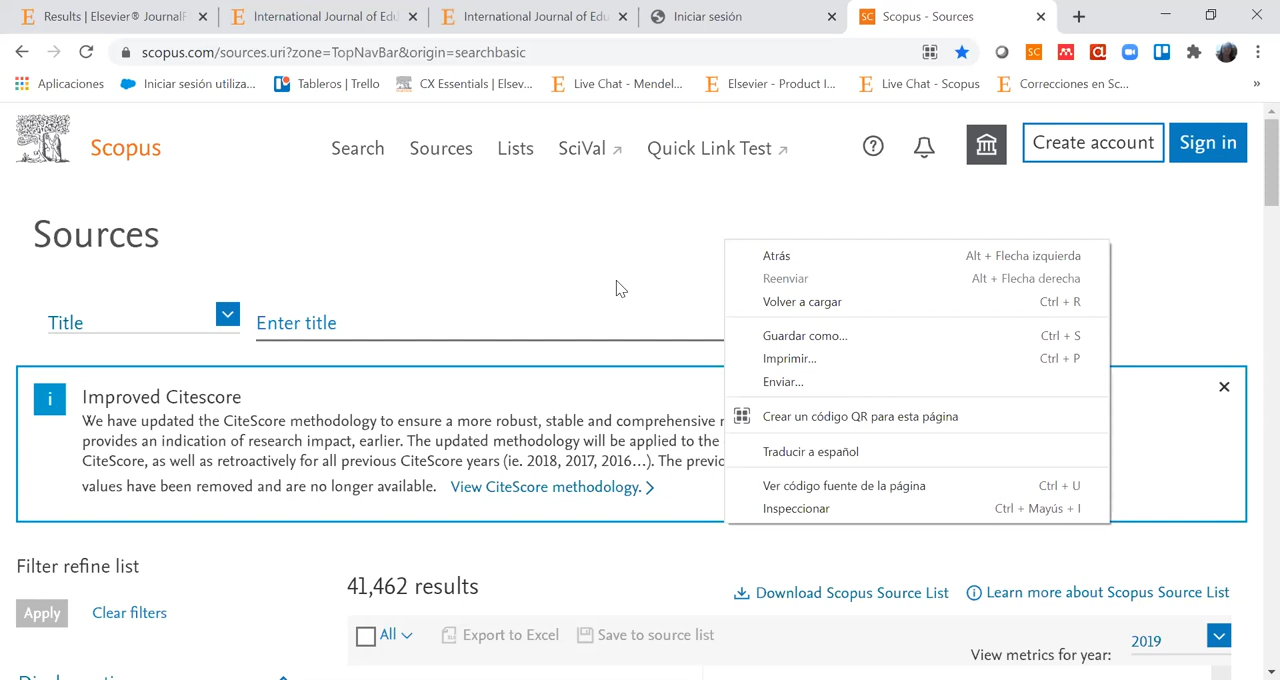 Results | Elsevier® JournalF
International Journal of Edu
International Journal of Edu
Iniciar sesión
SC Scopus - Sources
scopus.com/sources.uri?zone=TopNavBar&origin=searchbasic
SC
Aplicaciones
Iniciar sesión utiliza...
Tableros | Trello
CX Essentials | Elsev...
Live Chat - Mendel...
Elsevier - Product I...
Live Chat - Scopus
Correcciones en Sc...
»
Scopus
Search Sources Lists SciVal ↗ Quick Link Test ↗
Create account
Sign in
Sources
Title
Enter title
Atrás Alt + Flecha izquierda
Reenviar Alt + Flecha derecha
Volver a cargar Ctrl + R
Guardar como... Ctrl + S
Imprimir... Ctrl + P
Enviar...
Crear un código QR para esta página
Traducir a español
Ver código fuente de la página Ctrl + U
Inspeccionar Ctrl + Mayús + I
Improved Citescore
We have updated the CiteScore methodology to ensure a more robust, stable and comprehensive
provides an indication of research impact, earlier. The updated methodology will be applied to the
CiteScore, as well as retroactively for all previous CiteScore years (ie. 2018, 2017, 2016...). The previo
values have been removed and are no longer available. View CiteScore methodology. >
Filter refine list
Apply Clear filters
41,462 results
Download Scopus Source List
Learn more about Scopus Source List
All
Export to Excel
Save to source list
View metrics for year:
2019